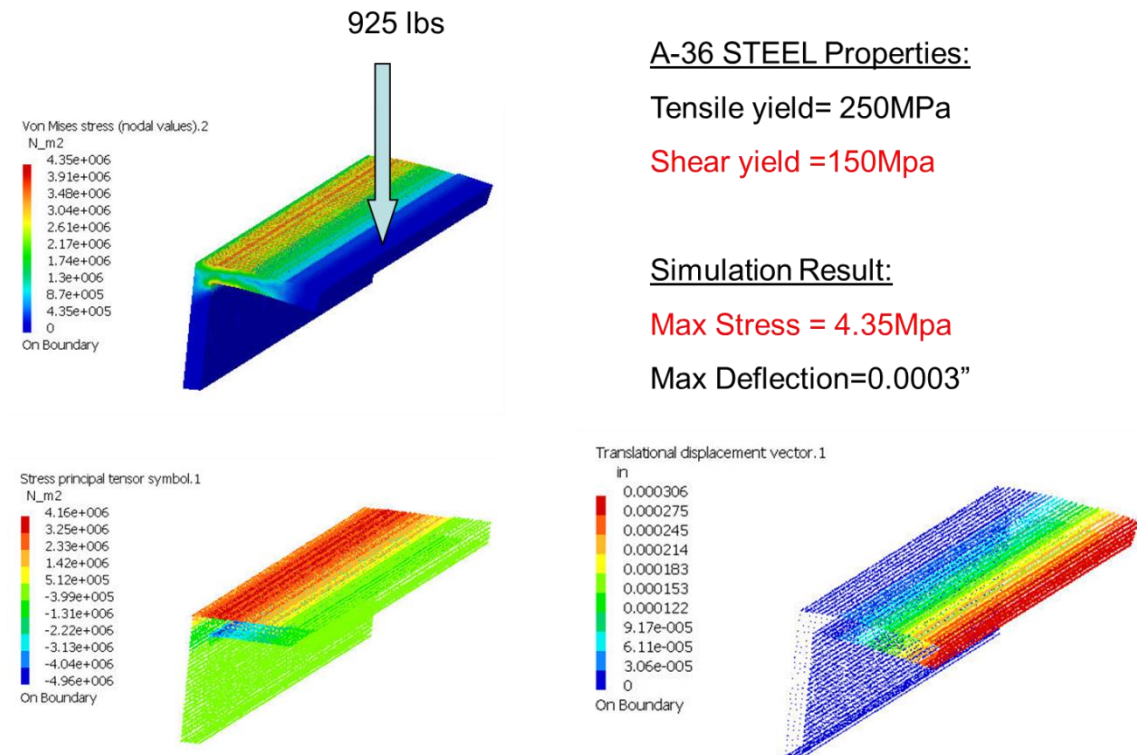 925 lbs
A-36 STEEL Properties:
Tensile yield= 250MPa
Shear yield =150Mpa
Von Mises stress (nodal values).2
N_m2
4.35e+006
3.91e+006
3.48e+006
3.04e+006
2.61e+006
2.17e+006
1.74e+006
1.3e+006
8.7e+005
4.35e+005
0
On Boundary
Simulation Result:
Max Stress = 4.35Mpa
Max Deflection=0.0003”
Stress principal tensor symbol.1
N_m2
4.16e+006
3.25e+006
2.33e+006
1.42e+006
5.12e+005
-3.99e+005
-1.31e+006
-2.22e+006
-3.13e+006
-4.04e+006
-4.96e+006
On Boundary
Translational displacement vector.1
in
0.000306
0.000275
0.000245
0.000214
0.000183
0.000153
0.000122
9.17e-005
6.11e-005
3.06e-005
0
On Boundary